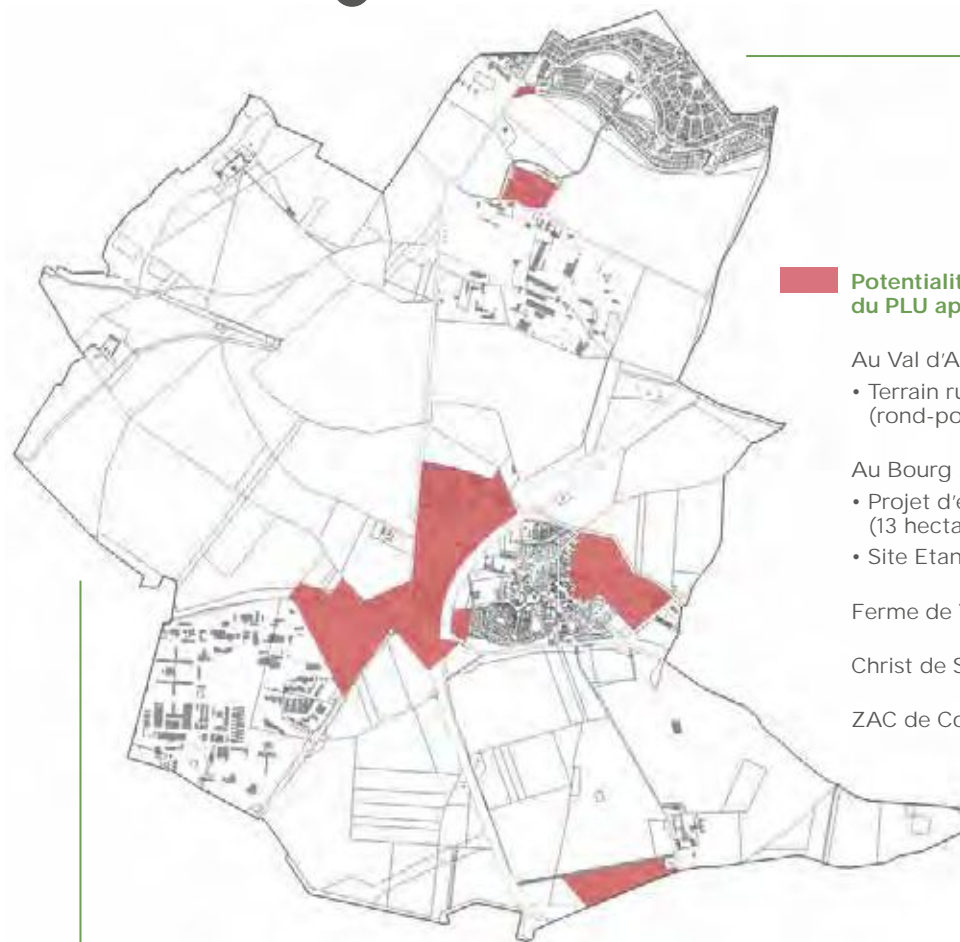 Potentialit
du PLU ap
Au Val d'A
• Terrain ru
(rond-po
Au Bourg
• Projet d'e
(13 hecta
• Site Etan
Ferme de
Christ de S
ZAC de Co